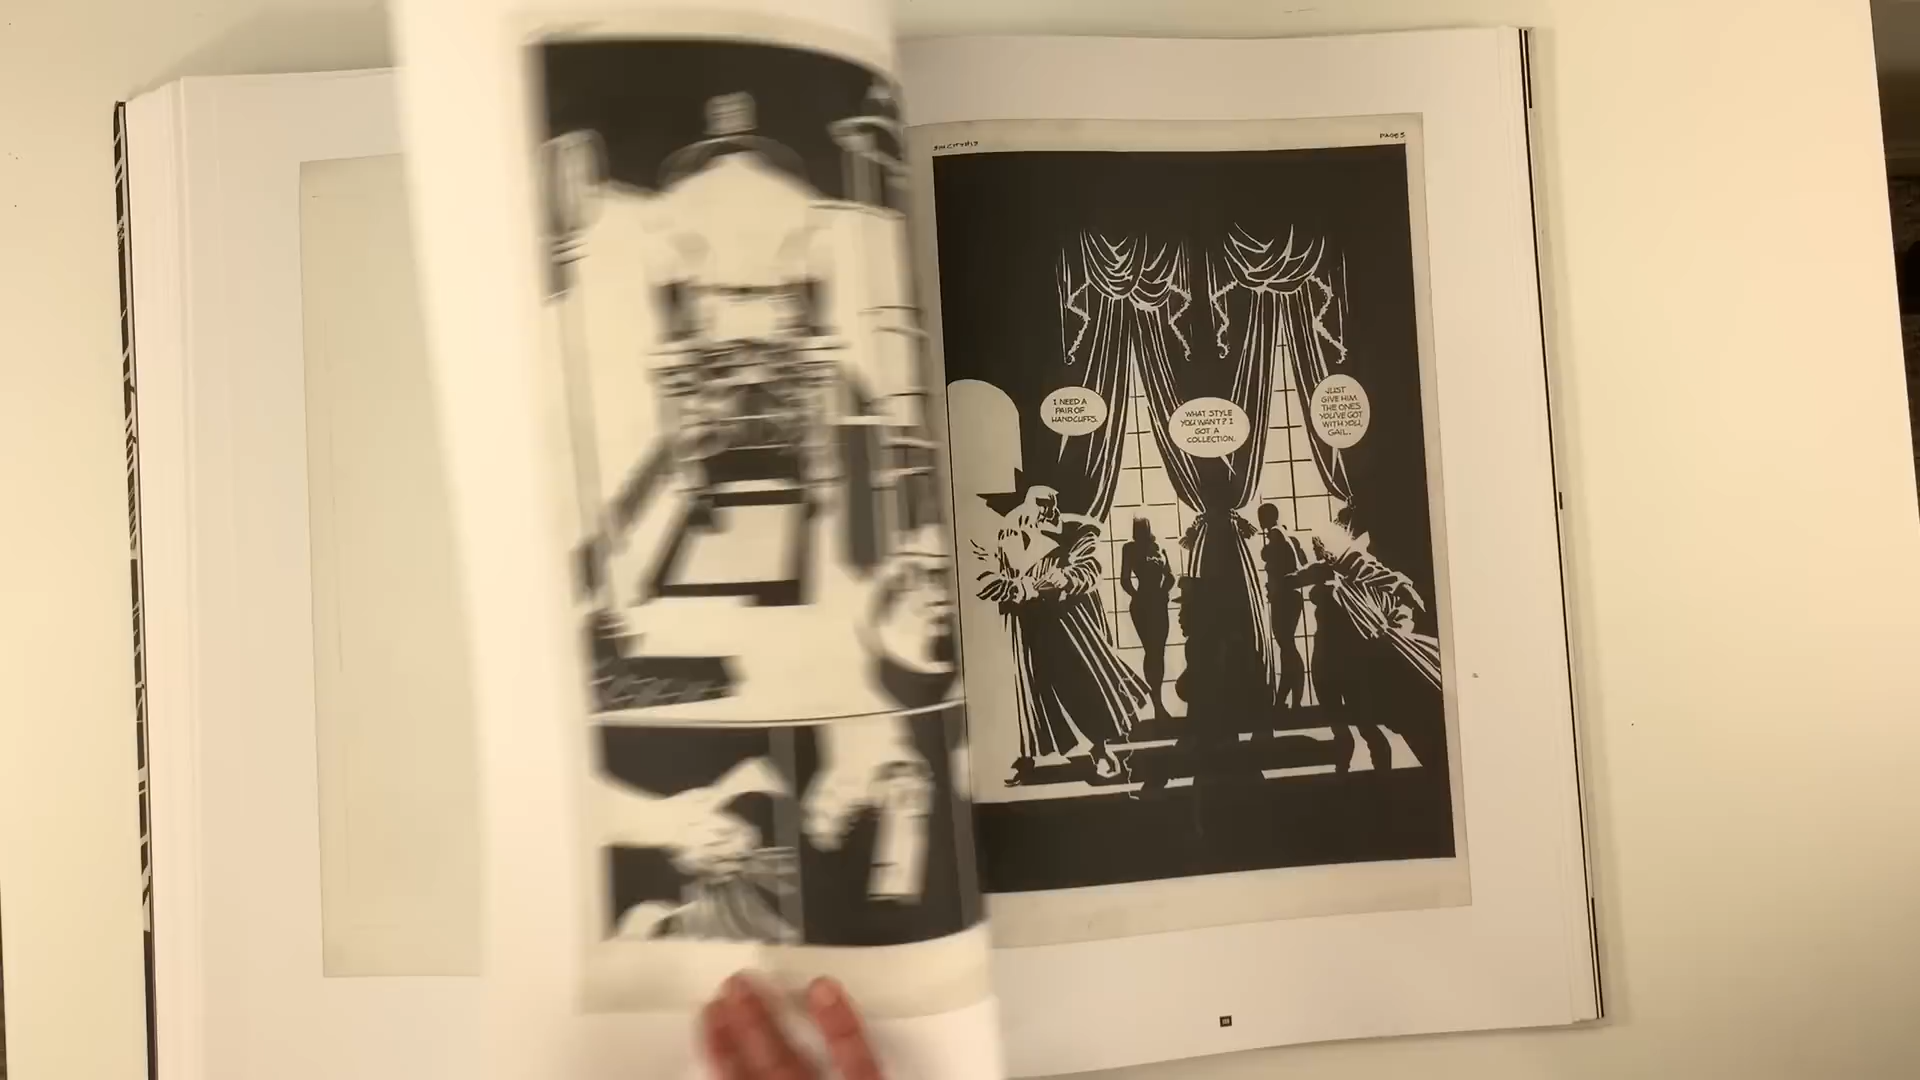 PAGE 5
I NEED A
PAIR OF
HANDCUFFS.
WHAT STYLE
YOU WANT? I
GOT A
COLLECTION.
JUST
GIVE HIM
THE ONES
YOU'VE GOT
WITH YOU,
GAIL.